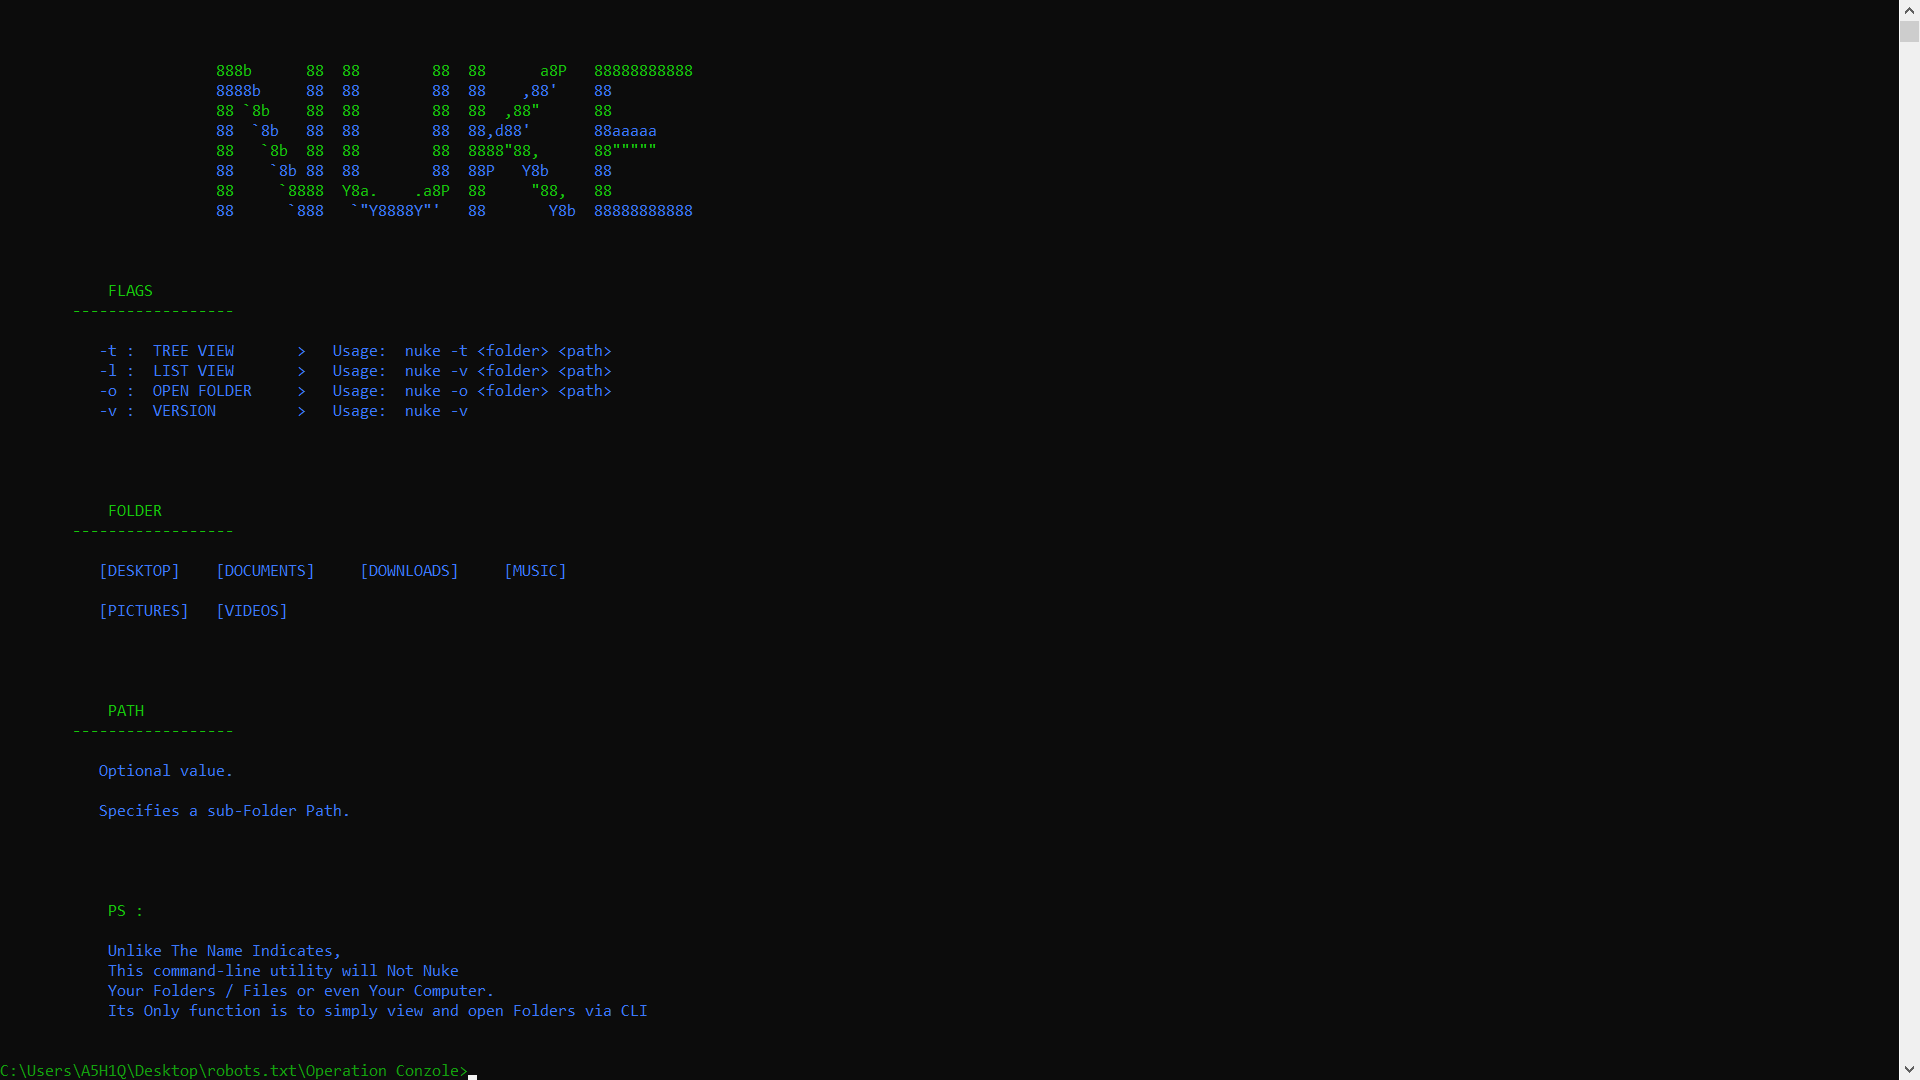 888b      88  88        88  88      a8P   88888888888
8888b     88  88        88  88    ,88'    88
88 `8b    88  88        88  88  ,88"      88
88  `8b   88  88        88  88,d88'       88aaaaa
88   `8b  88  88        88  8888"88,      88"""""
88    `8b 88  88        88  88P   Y8b     88
88     `8888  Y8a.    .a8P  88     "88,   88
88      `888   `"Y8888Y"'   88       Y8b  88888888888
FLAGS
------------------
-t :  TREE VIEW       >   Usage:  nuke -t <folder> <path>
-l :  LIST VIEW       >   Usage:  nuke -v <folder> <path>
-o :  OPEN FOLDER     >   Usage:  nuke -o <folder> <path>
-v :  VERSION         >   Usage:  nuke -v
FOLDER
------------------
[DESKTOP]    [DOCUMENTS]     [DOWNLOADS]     [MUSIC]
[PICTURES]   [VIDEOS]
PATH
------------------
Optional value.
Specifies a sub-Folder Path.
PS :
Unlike The Name Indicates,
This command-line utility will Not Nuke
Your Folders / Files or even Your Computer.
Its Only function is to simply view and open Folders via CLI
C:\Users\A5H1Q\Desktop\robots.txt\Operation Conzole>